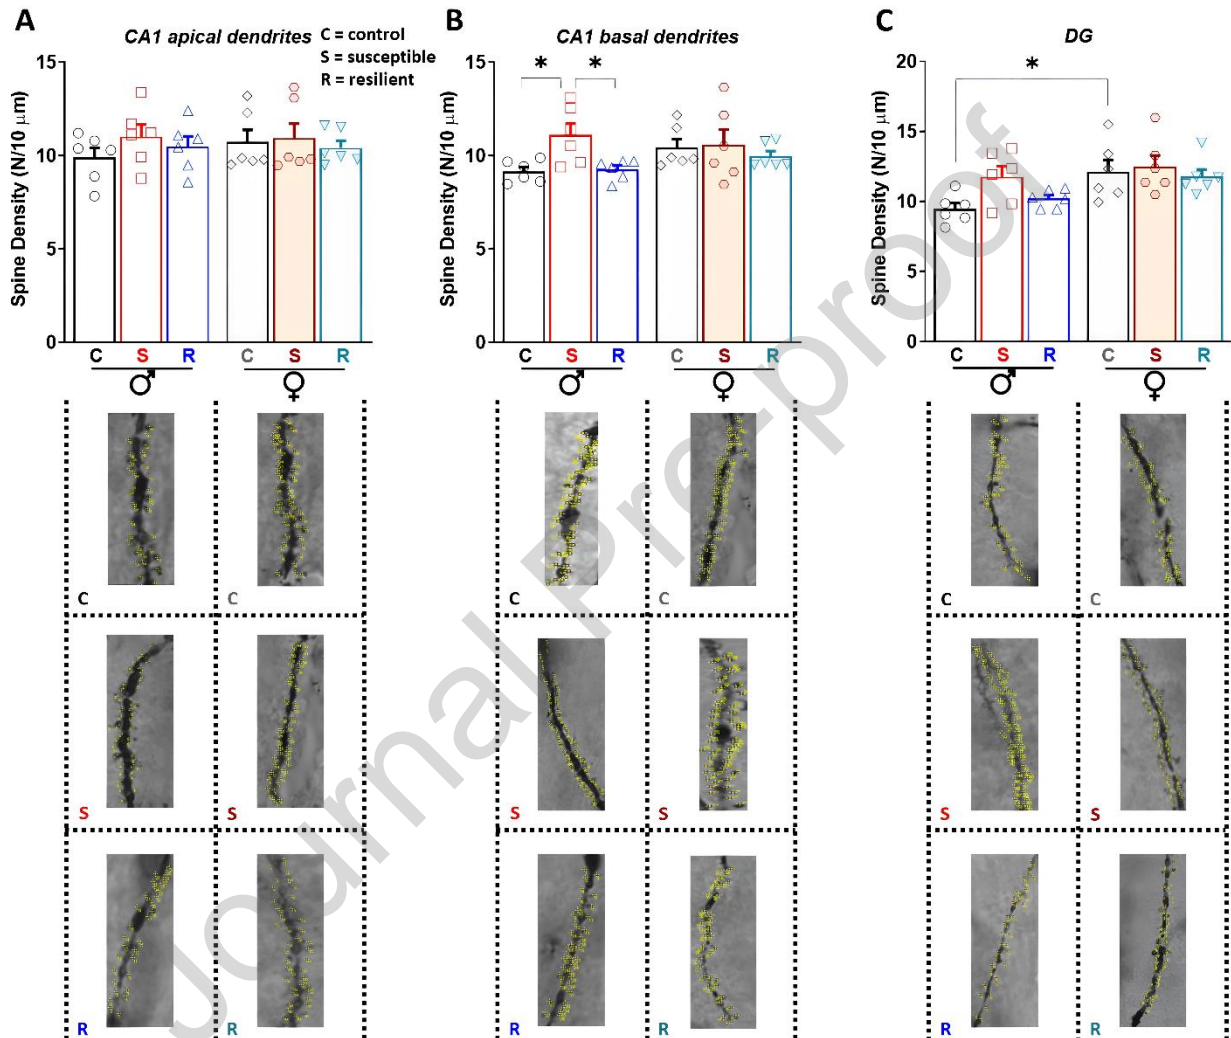 A
CA1 apical dendrites
C = control
S = susceptible
R = resilient
Spine Density (N/10 μm)
15
10
5
0
C S R C S R
♂ ♀
B
CA1 basal dendrites
Spine Density (N/10 μm)
15
10
5
0
* *
C S R C S R
♂ ♀
C
DG
Spine Density (N/10 μm)
20
15
10
5
0
*
C S R C S R
♂ ♀
C C C C C C
S S S S S S
R R R R R R
Journal Pre-proof